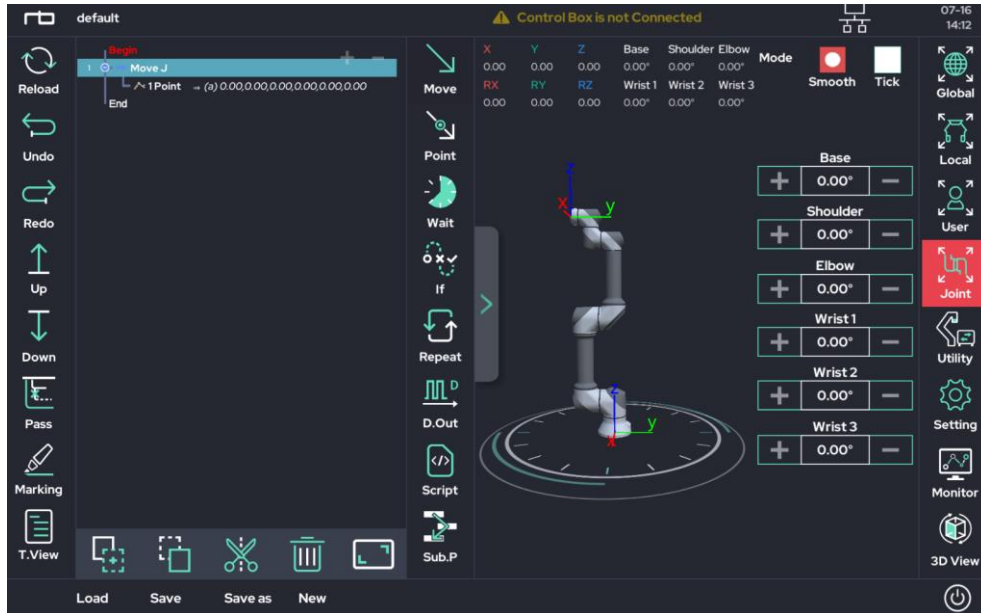 default
Control Box is not Connected
07-16
14:12
Reload
Undo
Redo
Up
Down
Pass
Marking
T.View
Begin
1 Move J
1 Point → (a) 0.00,0.00,0.00,0.00,0.00,0.00
End
Move
Point
Wait
If
Repeat
D
D.Out
Script
Sub.P
X Y Z Base Shoulder Elbow
0.00 0.00 0.00 0.00° 0.00° 0.00°
RX RY RZ Wrist 1 Wrist 2 Wrist 3
0.00 0.00 0.00 0.00° 0.00° 0.00°
Mode
Smooth
Tick
z
x
y
z
y
x
Base
0.00°
Shoulder
0.00°
Elbow
0.00°
Wrist 1
0.00°
Wrist 2
0.00°
Wrist 3
0.00°
Global
Local
User
Joint
Utility
Setting
Monitor
3D View
Load Save Save as New